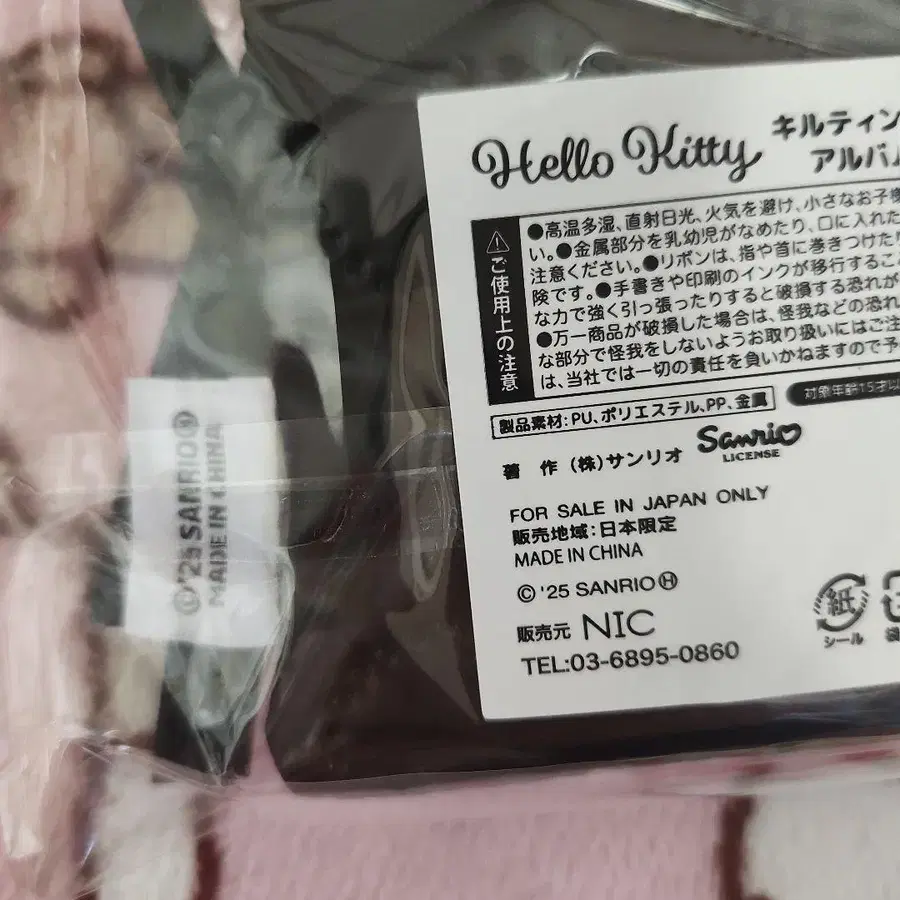 Hello Kitty キルティン
アルバム
⚠ご使用上の注意
●高温多湿、直射日光、火気を避け、小さなお子様
い。●金属部分を乳幼児がなめたり、口に入れた
注意ください。●リボンは、指や首に巻きつけたり
険です。●手書きや印刷のインクが移行するこ
な力で強く引っ張ったりすると破損する恐れが
●万一商品が破損した場合は、怪我などの恐れ
な部分で怪我をしないようお取り扱いにはご注
は、当社では一切の責任を負いかねますので予
製品素材:PU、ポリエステル、PP、金属
対象年齢15才以
著 作 (株)サンリオ
Sanrio
LICENSE
FOR SALE IN JAPAN ONLY
販売地域:日本限定
MADE IN CHINA
© '25 SANRIO Ⓗ
販売元 NIC
TEL:03-6895-0860
紙
シール
©'25 SANRIO Ⓗ
MADE IN CHINA